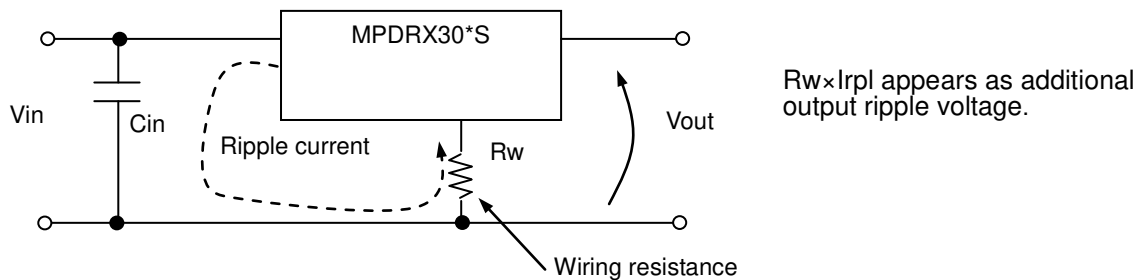 MPDRX30*S
Rw×Irpl appears as additional
output ripple voltage.
Vin
Cin
Vout
Ripple current
Rw
Wiring resistance